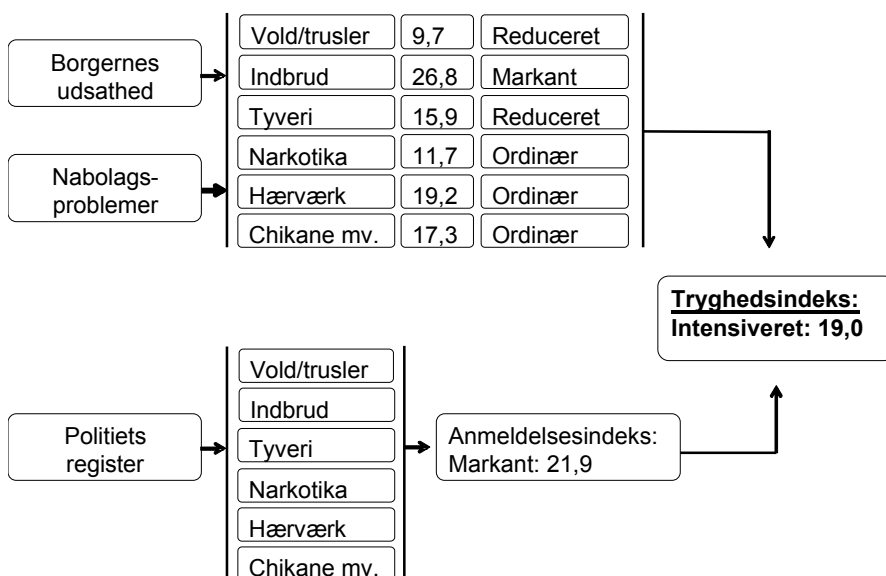 Borgernes
udsathed
Nabolags-
problemer
Vold/trusler 9,7 Reduceret
Indbrud 26,8 Markant
Tyveri 15,9 Reduceret
Narkotika 11,7 Ordinær
Hærværk 19,2 Ordinær
Chikane mv. 17,3 Ordinær
Tryghedsindeks:
Intensiveret: 19,0
Politiets
register
Vold/trusler
Indbrud
Tyveri
Narkotika
Hærværk
Chikane mv.
Anmeldelsesindeks:
Markant: 21,9